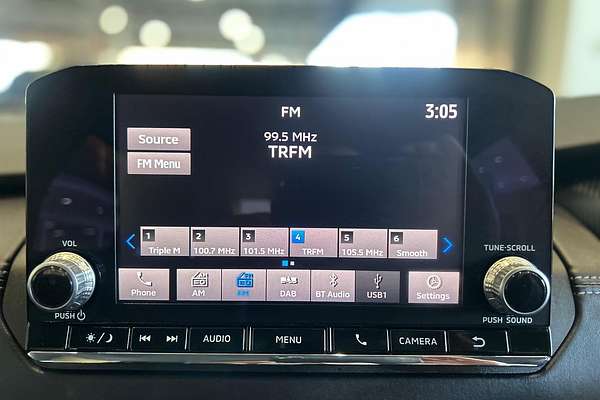 FM
3:05
Source
99.5 MHz
TRFM
FM Menu
1
Triple M
2
100.7 MHz
3
101.5 MHz
4
TRFM
5
105.5 MHz
6
Smooth
Phone
AM
FM
DAB
BT Audio
USB1
Settings
VOL
PUSH
TUNE·SCROLL
PUSH SOUND
AUDIO
MENU
CAMERA